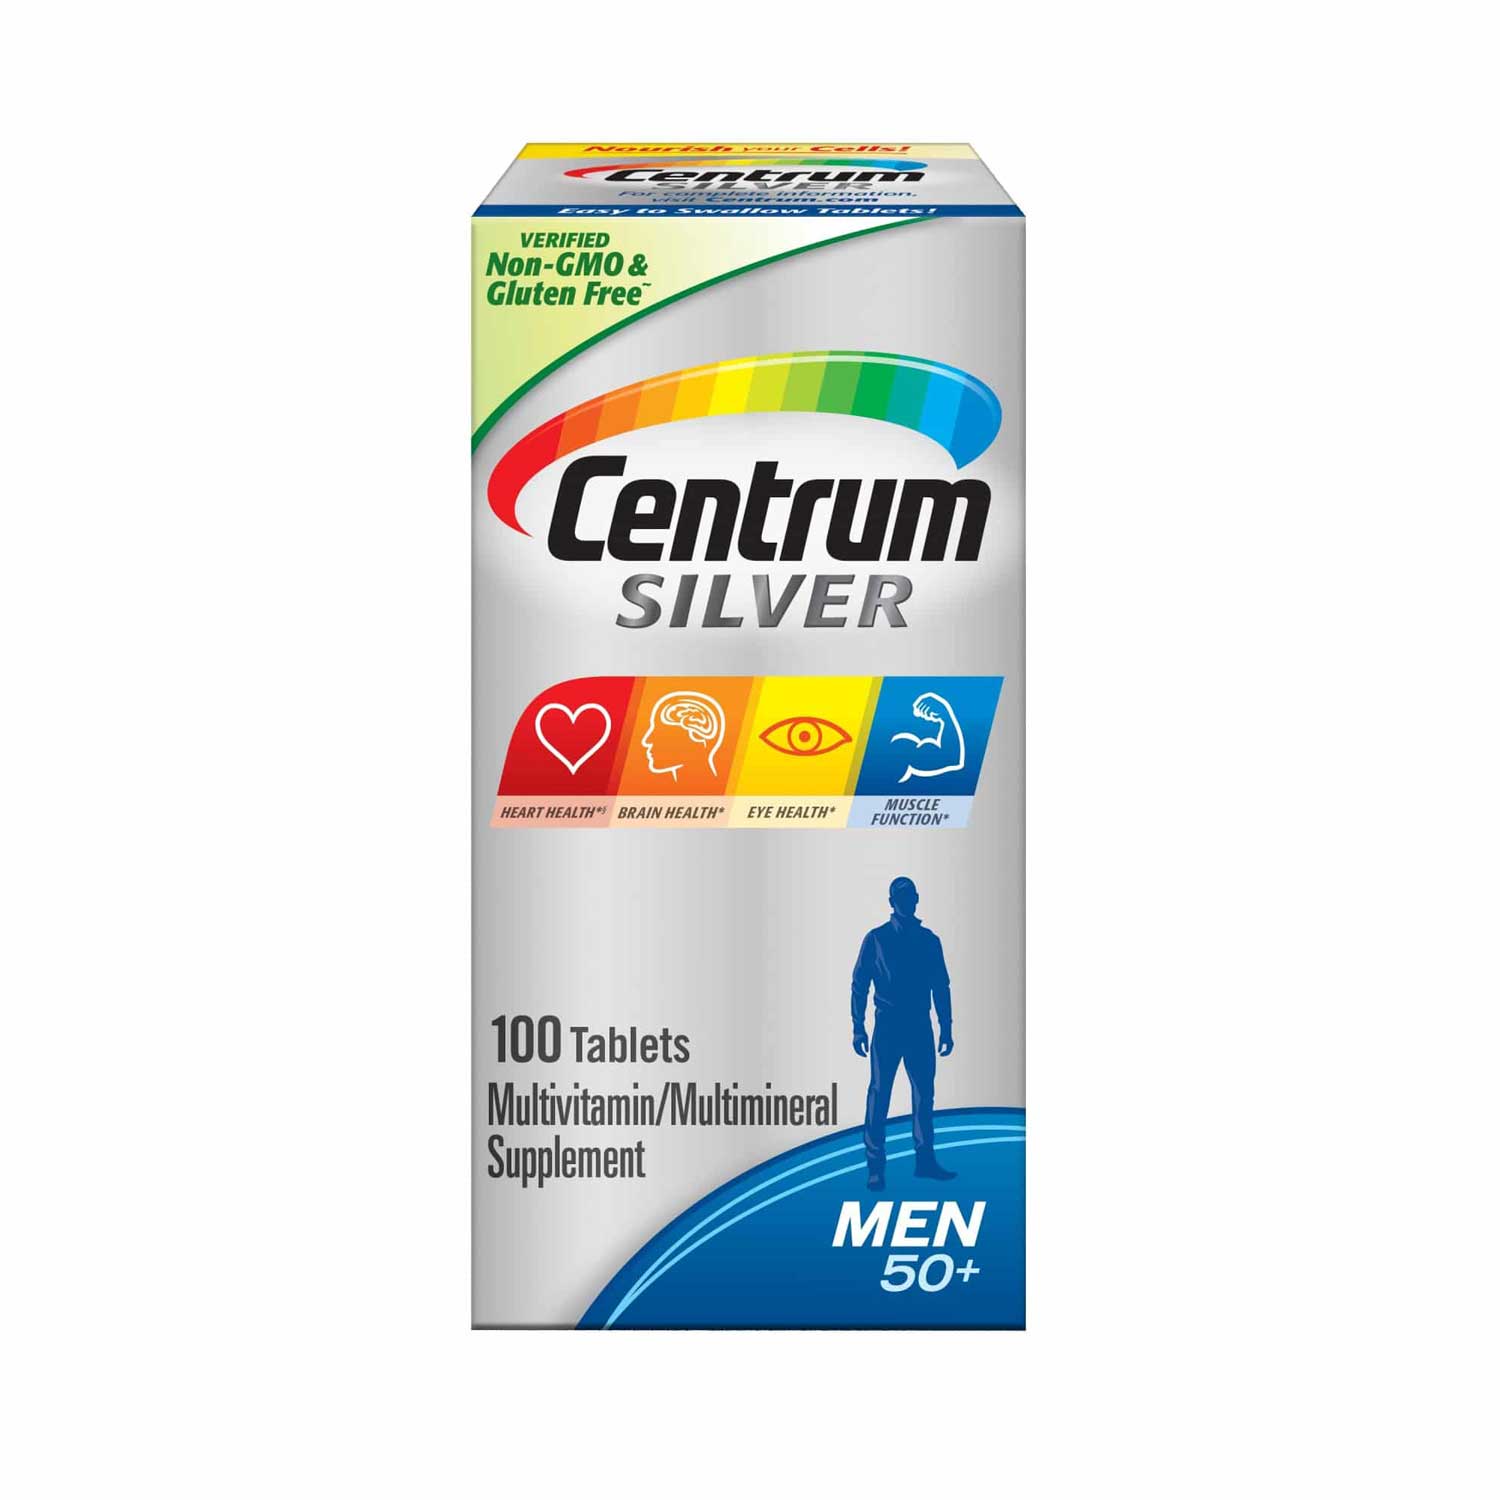 Nourish your Cells!
Centrum
SILVER
For complete information,
visit Centrum.com
Easy to Swallow Tablets!
VERIFIED
Non-GMO &
Gluten Free~
Centrum
SILVER
HEART HEALTH*§ BRAIN HEALTH* EYE HEALTH* MUSCLE
FUNCTION*
100 Tablets
Multivitamin/Multimineral
Supplement
MEN
50+